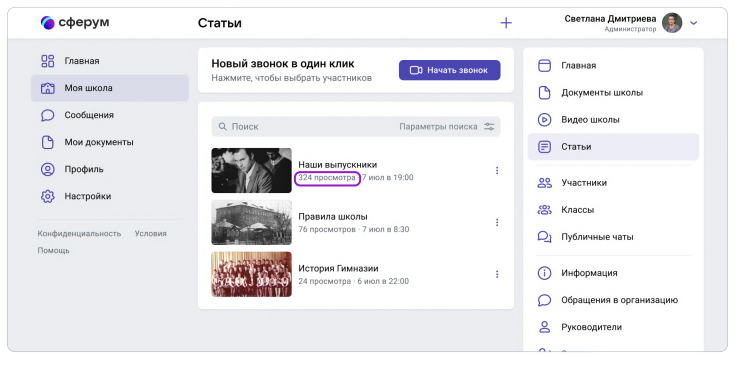 сферум
Статьи
Светлана Дмитриева
Администратор
Главная
Моя школа
Сообщения
Мои документы
Профиль
Настройки
Конфиденциальность Условия
Помощь
Новый звонок в один клик
Нажмите, чтобы выбрать участников
Начать звонок
Поиск
Параметры поиска
Наши выпускники
324 просмотра · 7 июл в 19:00
Правила школы
76 просмотров · 7 июл в 8:30
История Гимназии
24 просмотра · 6 июл в 22:00
Главная
Документы школы
Видео школы
Статьи
Участники
Классы
Публичные чаты
Информация
Обращения в организацию
Руководители